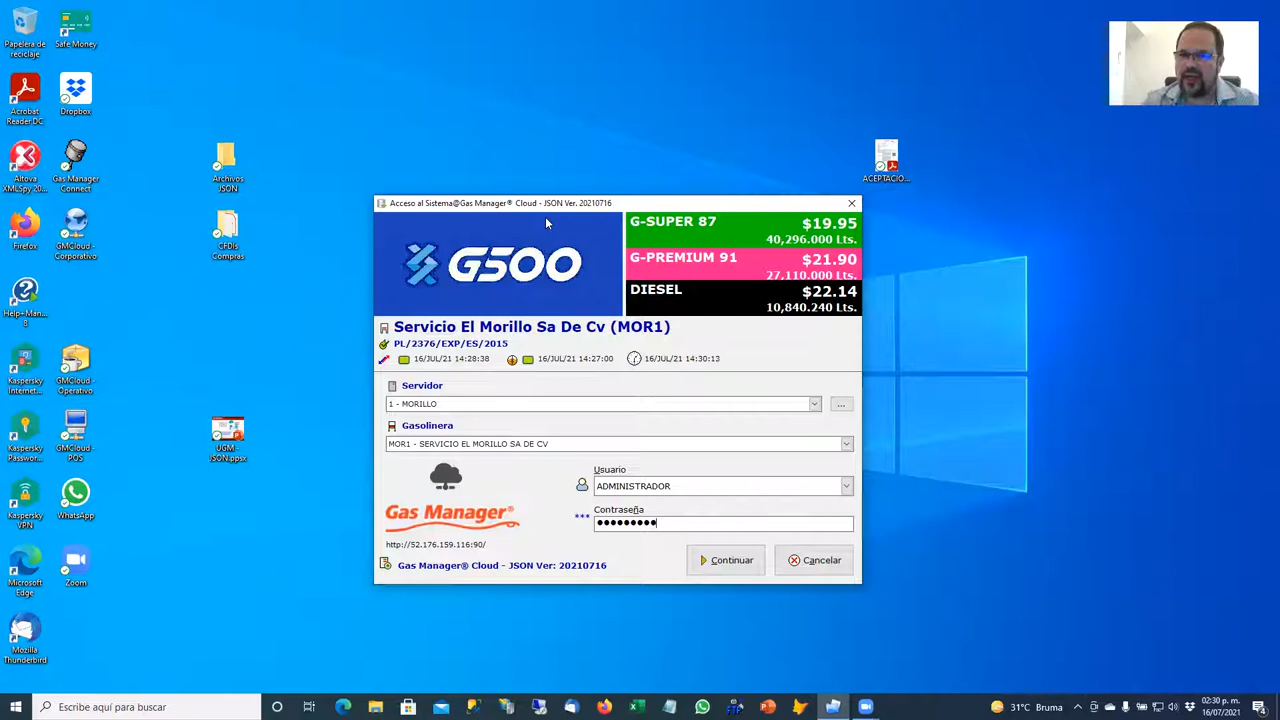 Papelera de
reciclaje
Safe Money
Acrobat
Reader DC
Dropbox
Altova
XMLSpy 20...
Gas Manager
Connect
Archivos
JSON
ACEPTACIO...
Firefox
GMCloud -
Corporativo
CFDIs
Compras
Help+Man...
8
Kaspersky
Internet...
GMCloud -
Operativo
Kaspersky
Passwor...
GMCloud -
POS
UGM -
JSON.ppsx
Kaspersky
VPN
WhatsApp
Microsoft
Edge
Zoom
Mozilla
Thunderbird
Acceso al Sistema@Gas Manager® Cloud - JSON Ver. 20210716
G500
G-SUPER 87
$19.95
40,296.000 Lts.
G-PREMIUM 91
$21.90
27,110.000 Lts.
DIESEL
$22.14
10,840.240 Lts.
Servicio El Morillo Sa De Cv (MOR1)
PL/2376/EXP/ES/2015
16/JUL/21 14:28:38 16/JUL/21 14:27:00 16/JUL/21 14:30:13
Servidor
1 - MORILLO
...
Gasolinera
MOR1 - SERVICIO EL MORILLO SA DE CV
Usuario
ADMINISTRADOR
Contraseña
*** ●●●●●●●●●
Gas Manager®
http://52.176.159.116:90/
Gas Manager® Cloud - JSON Ver: 20210716
Continuar
Cancelar
Escribe aquí para buscar
FTP
31°C Bruma
02:30 p. m.
16/07/2021